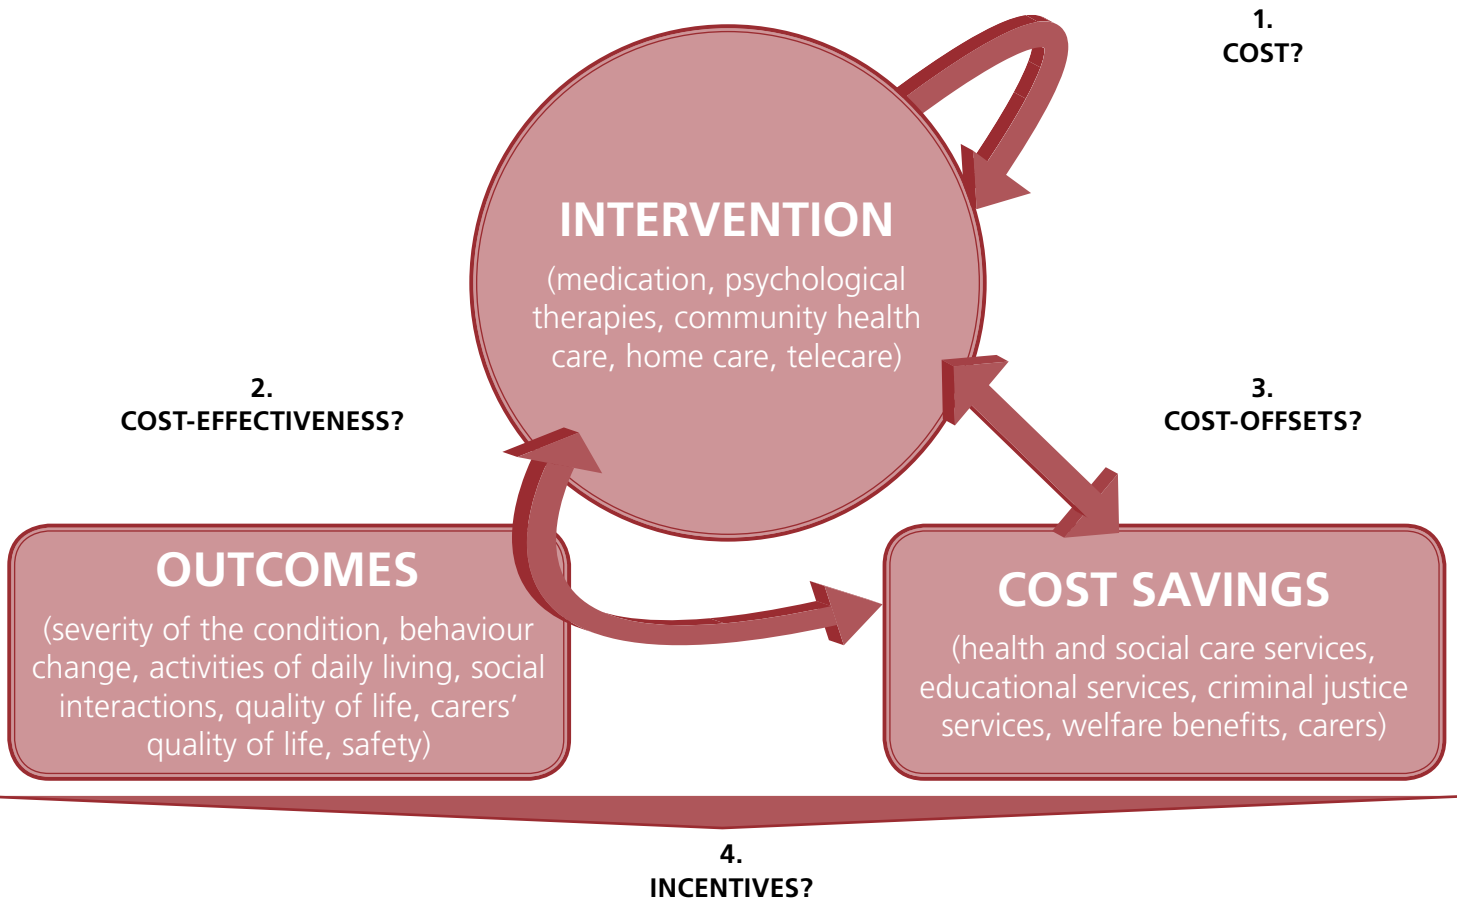 1.
COST?
INTERVENTION
(medication, psychological
therapies, community health
care, home care, telecare)
2.
COST-EFFECTIVENESS?
3.
COST-OFFSETS?
OUTCOMES
(severity of the condition, behaviour
change, activities of daily living, social
interactions, quality of life, carers’
quality of life, safety)
COST SAVINGS
(health and social care services,
educational services, criminal justice
services, welfare benefits, carers)
4.
INCENTIVES?